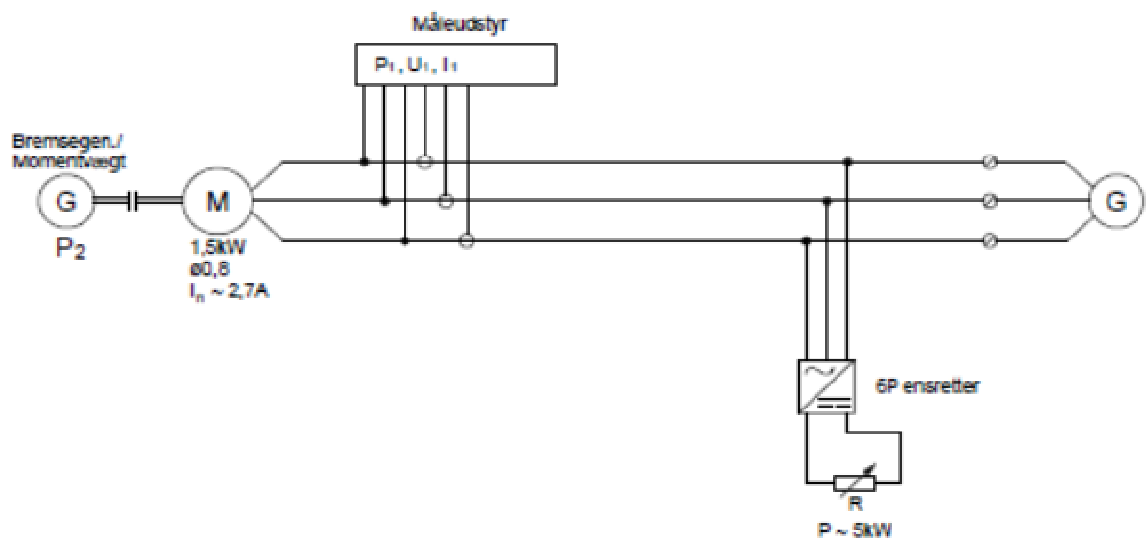 Måleudstyr
P1, U1, I1
Bremsegen./
Momentvægt
G
M
G
P2
1,5kW
ø0,8
In ~ 2,7A
6P ensretter
R
P ~ 5kW